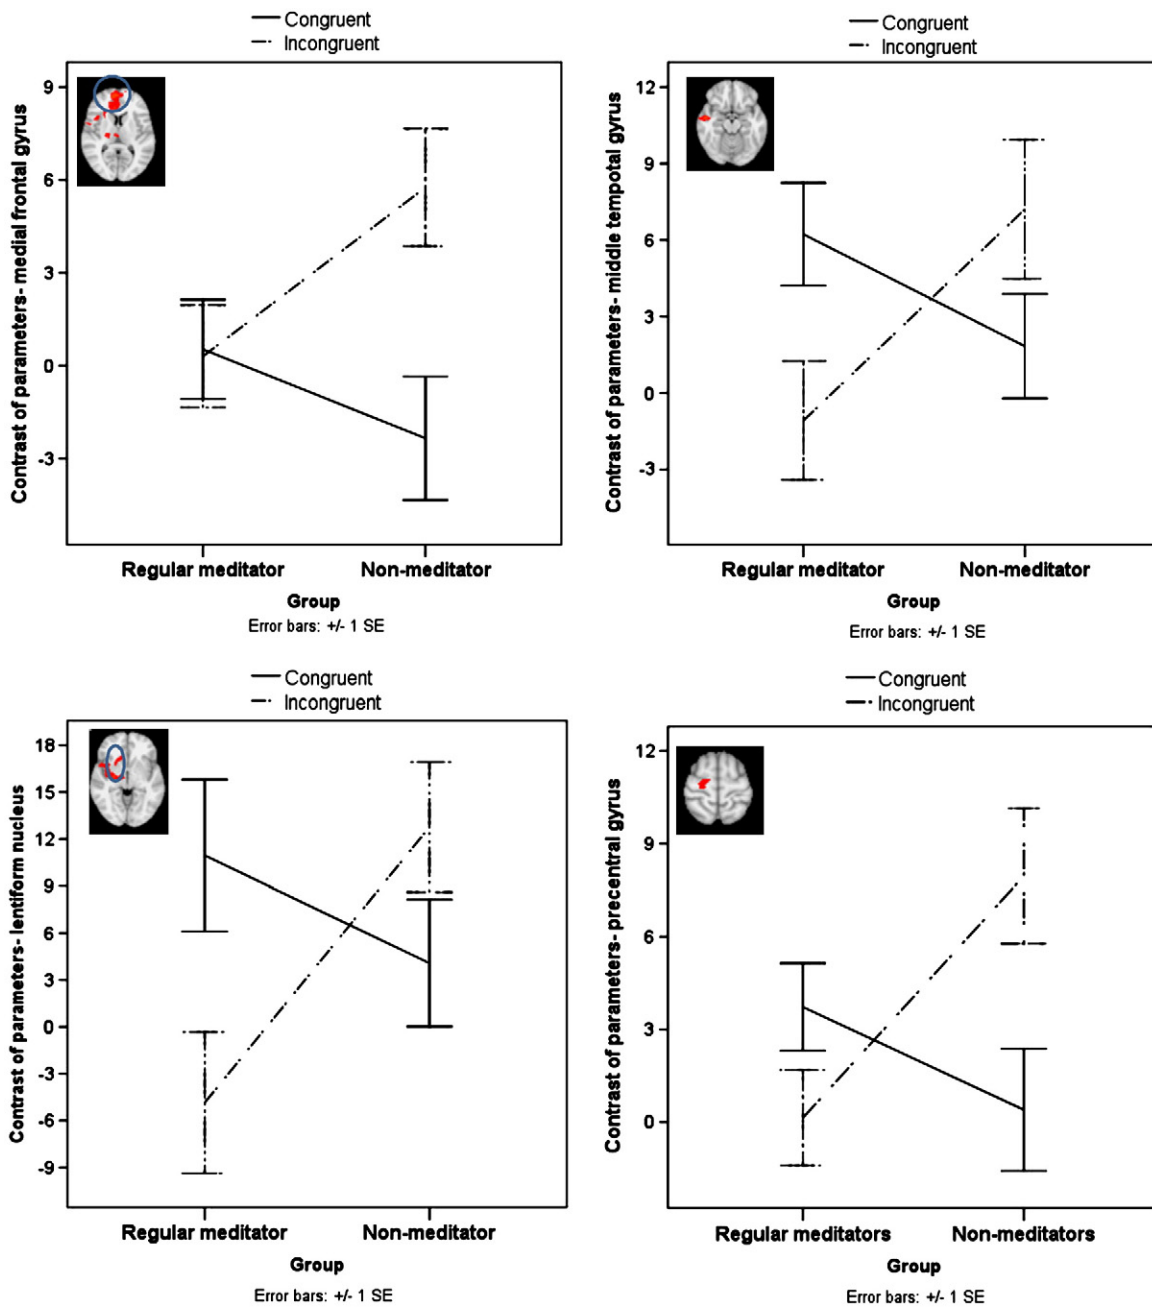 Congruent
Incongruent
Contrast of parameters- medial frontal gyrus
9
6
3
0
-3
Regular meditator Non-meditator
Group
Error bars: +/- 1 SE
Congruent
Incongruent
Contrast of parameters- middle tempotal gyrus
12
9
6
3
0
-3
Regular meditator Non-meditator
Group
Error bars: +/- 1 SE
Congruent
Incongruent
Contrast of parameters- lentiform nucleus
18
15
12
9
6
3
0
-3
-6
-9
Regular meditator Non-meditator
Group
Error bars: +/- 1 SE
Congruent
Incongruent
Contrast of parameters-precentral gyrus
12
9
6
3
0
Regular meditators Non-meditators
Group
Error bars: +/- 1 SE